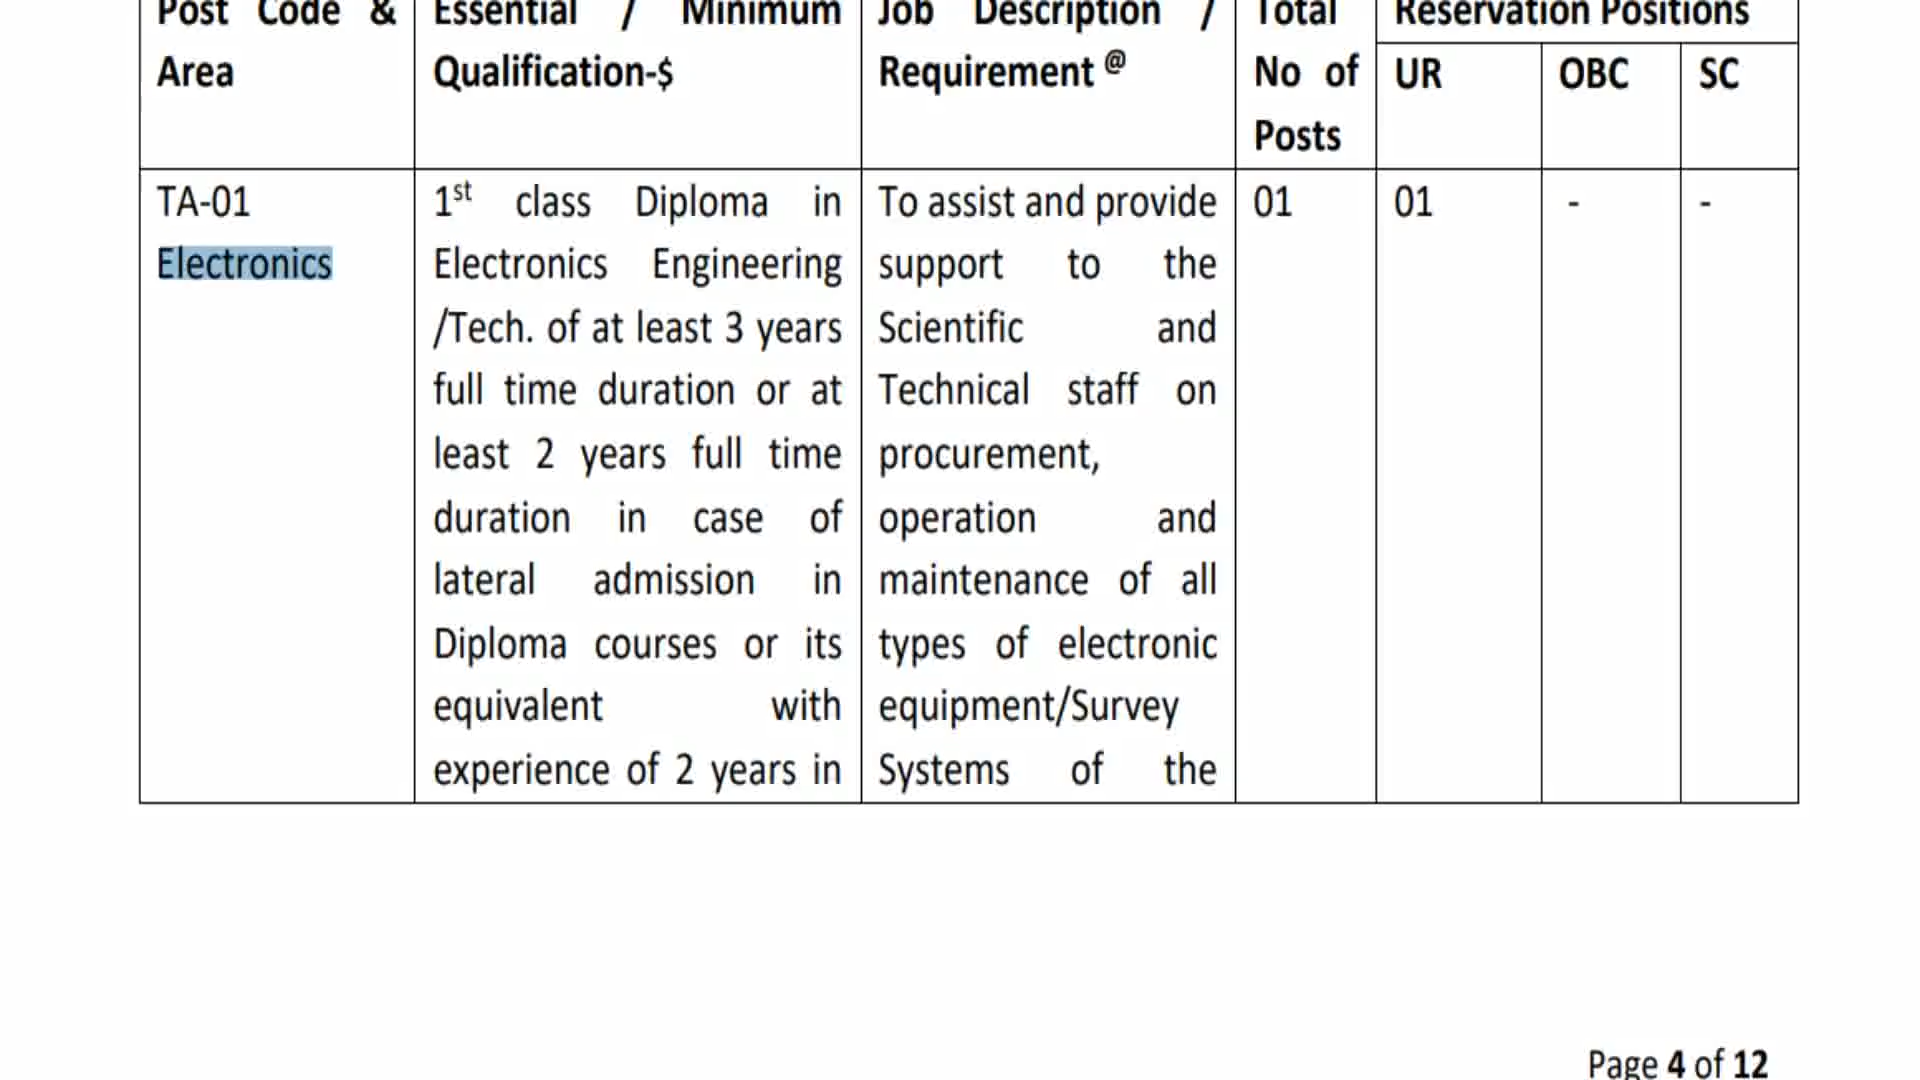 Post Code & Area
Essential / Minimum Qualification-$
Job Description / Requirement @
Total No of Posts
Reservation Positions
UR OBC SC
TA-01
Electronics
1st class Diploma in
Electronics Engineering
/Tech. of at least 3 years
full time duration or at
least 2 years full time
duration in case of
lateral admission in
Diploma courses or its
equivalent with
experience of 2 years in
To assist and provide
support to the
Scientific and
Technical staff on
procurement,
operation and
maintenance of all
types of electronic
equipment/Survey
Systems of the
01
01
-
-
Page 4 of 12